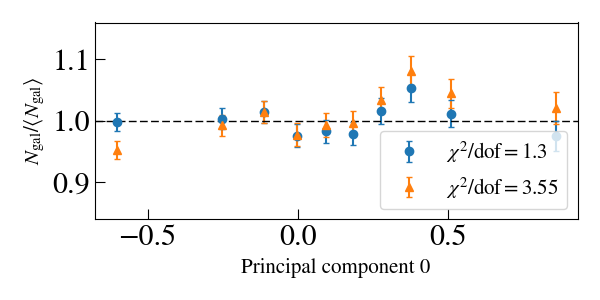 1.1
1.0
0.9
N_gal/⟨N_gal⟩
χ²/dof = 1.3
χ²/dof = 3.55
−0.5
0.0
0.5
Principal component 0